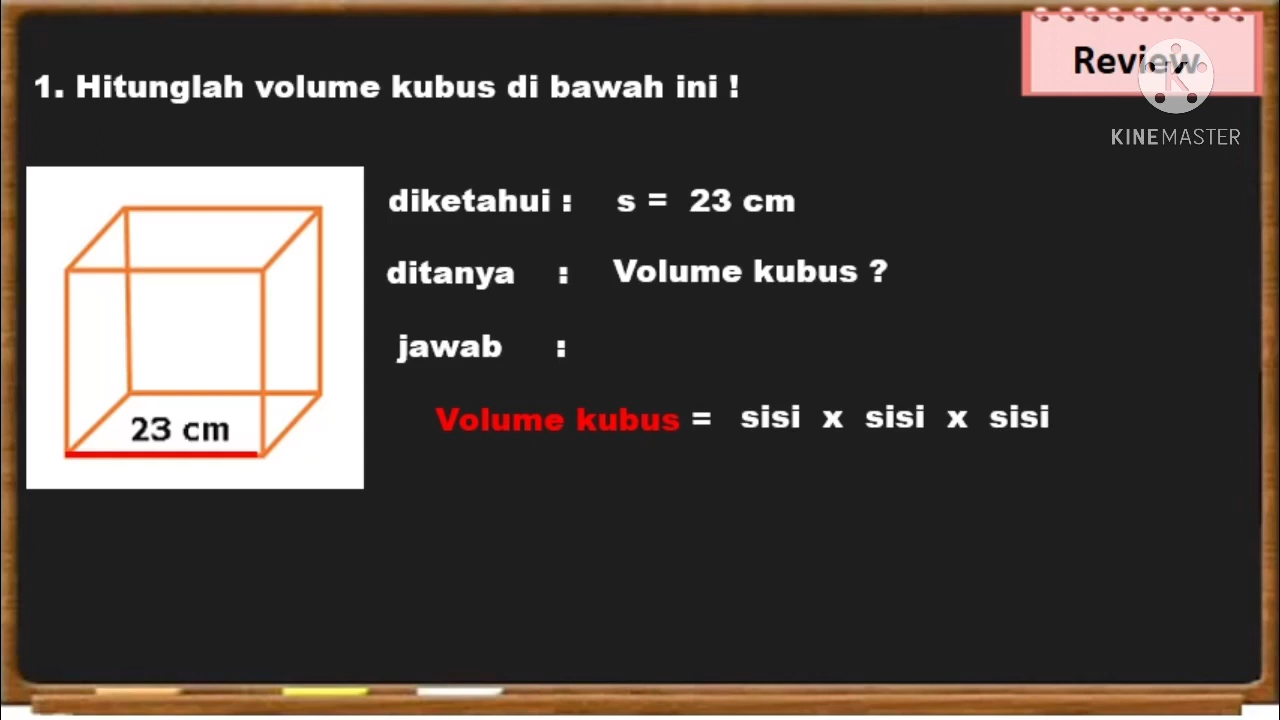 Review
KINEMASTER
1. Hitunglah volume kubus di bawah ini !
diketahui : s = 23 cm
ditanya : Volume kubus ?
jawab :
Volume kubus = sisi x sisi x sisi
23 cm